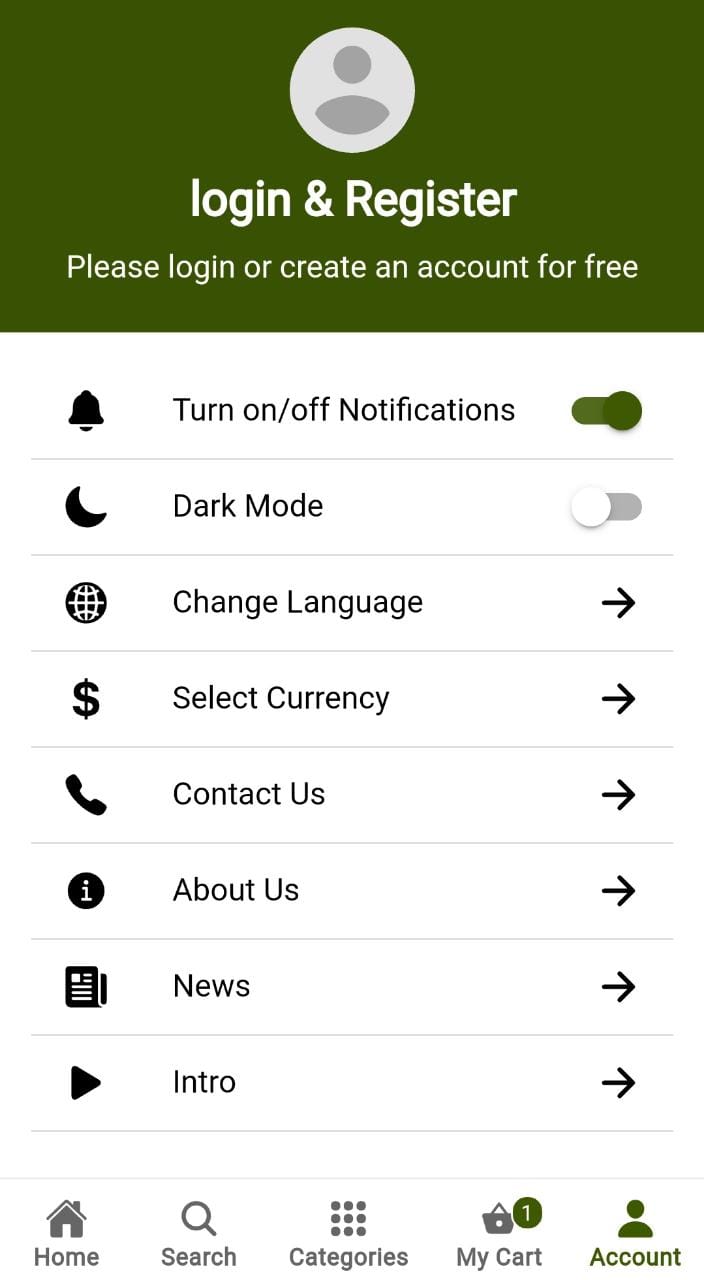 login & Register
Please login or create an account for free
Turn on/off Notifications
Dark Mode
Change Language
$ Select Currency
Contact Us
About Us
News
Intro
1
Home Search Categories My Cart Account